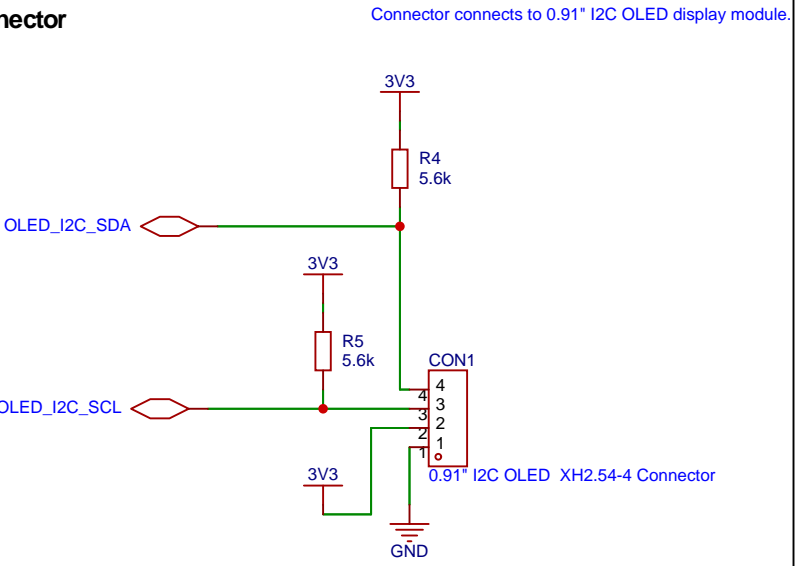 nector
Connector connects to 0.91" I2C OLED display module.
3V3
R4
5.6k
OLED_I2C_SDA
3V3
R5
5.6k
CON1
OLED_I2C_SCL
4 4
3 3
2 2
1 1
3V3
0.91" I2C OLED XH2.54-4 Connector
GND